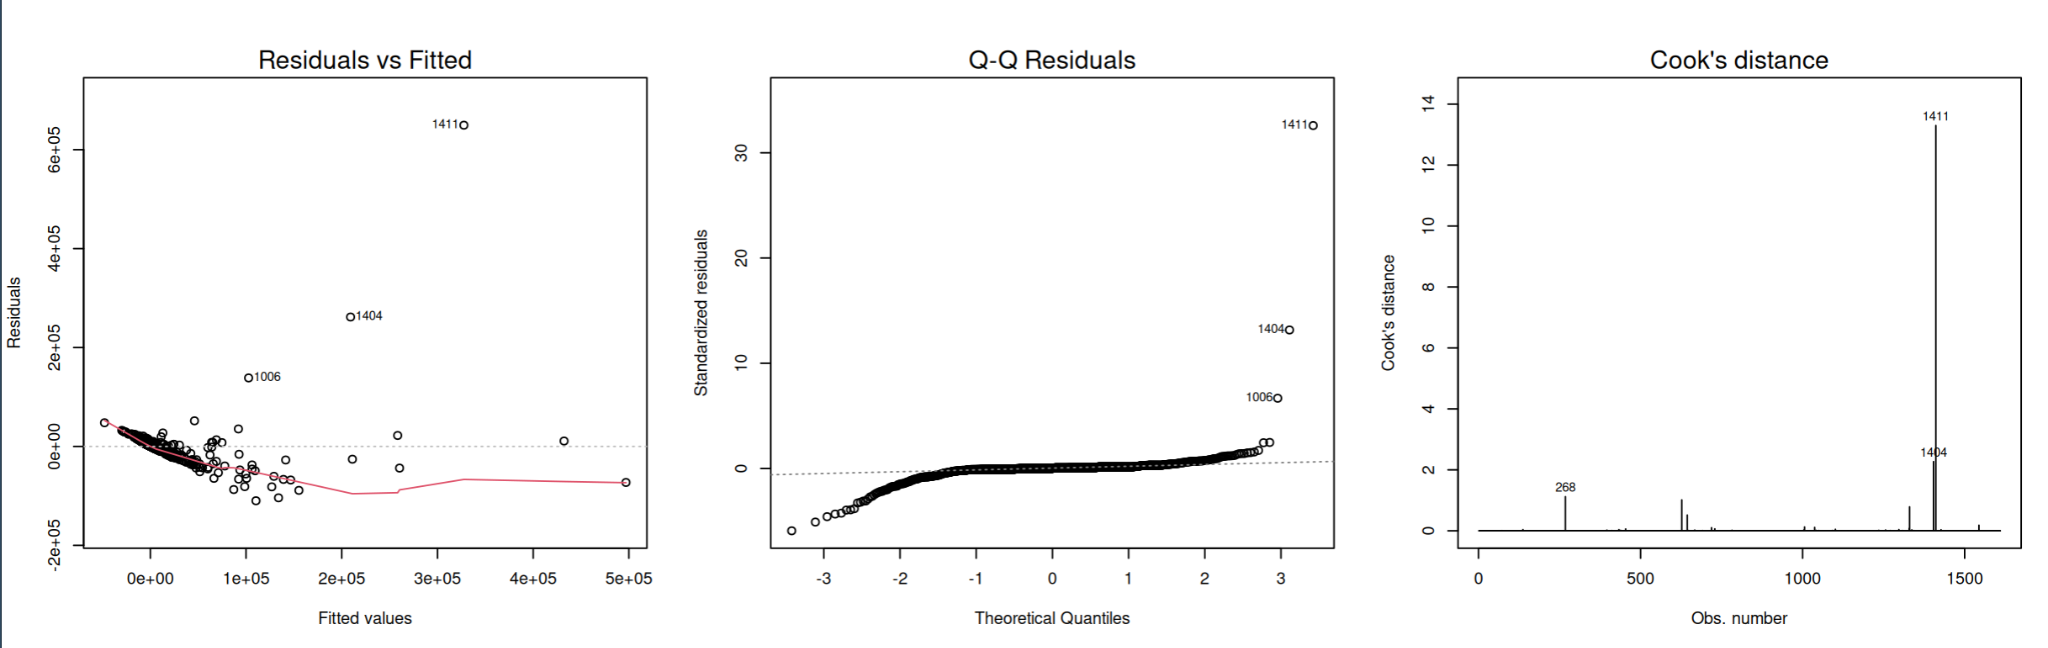 Residuals vs Fitted
Residuals
-2e+05
0e+00
2e+05
4e+05
6e+05
1411
1404
1006
0e+00
1e+05
2e+05
3e+05
4e+05
5e+05
Fitted values
Q-Q Residuals
Standardized residuals
0
10
20
30
1411
1404
1006
-3
-2
-1
0
1
2
3
Theoretical Quantiles
Cook's distance
Cook's distance
0
2
4
6
8
10
12
14
1411
1404
268
0
500
1000
1500
Obs. number